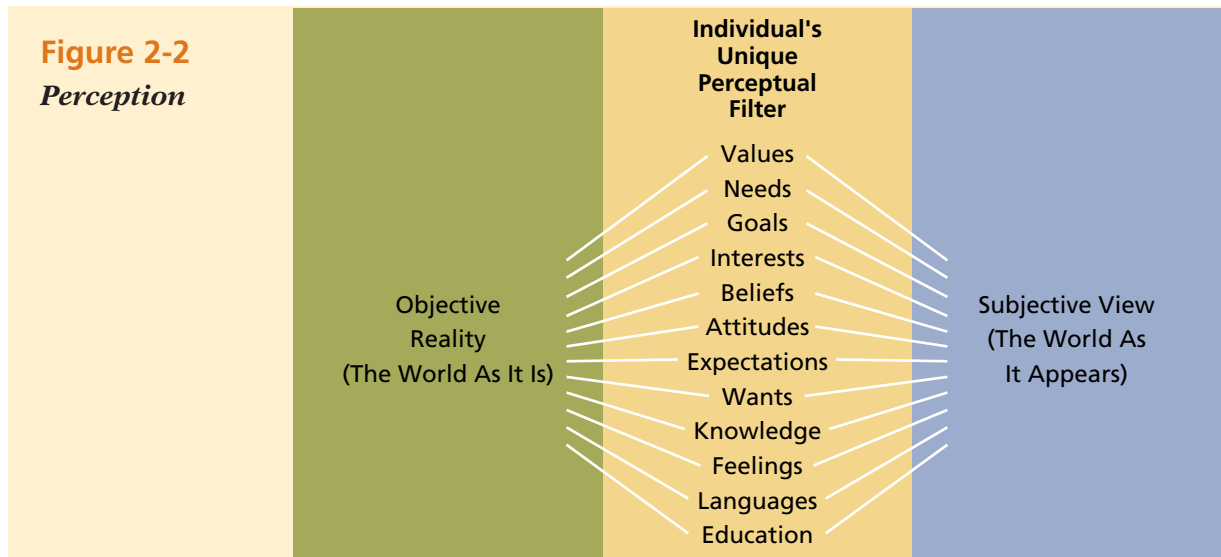 Figure 2-2
Perception
Individual's
Unique
Perceptual
Filter
Values
Needs
Goals
Interests
Beliefs
Attitudes
Expectations
Wants
Knowledge
Feelings
Languages
Education
Objective
Reality
(The World As It Is)
Subjective View
(The World As
It Appears)